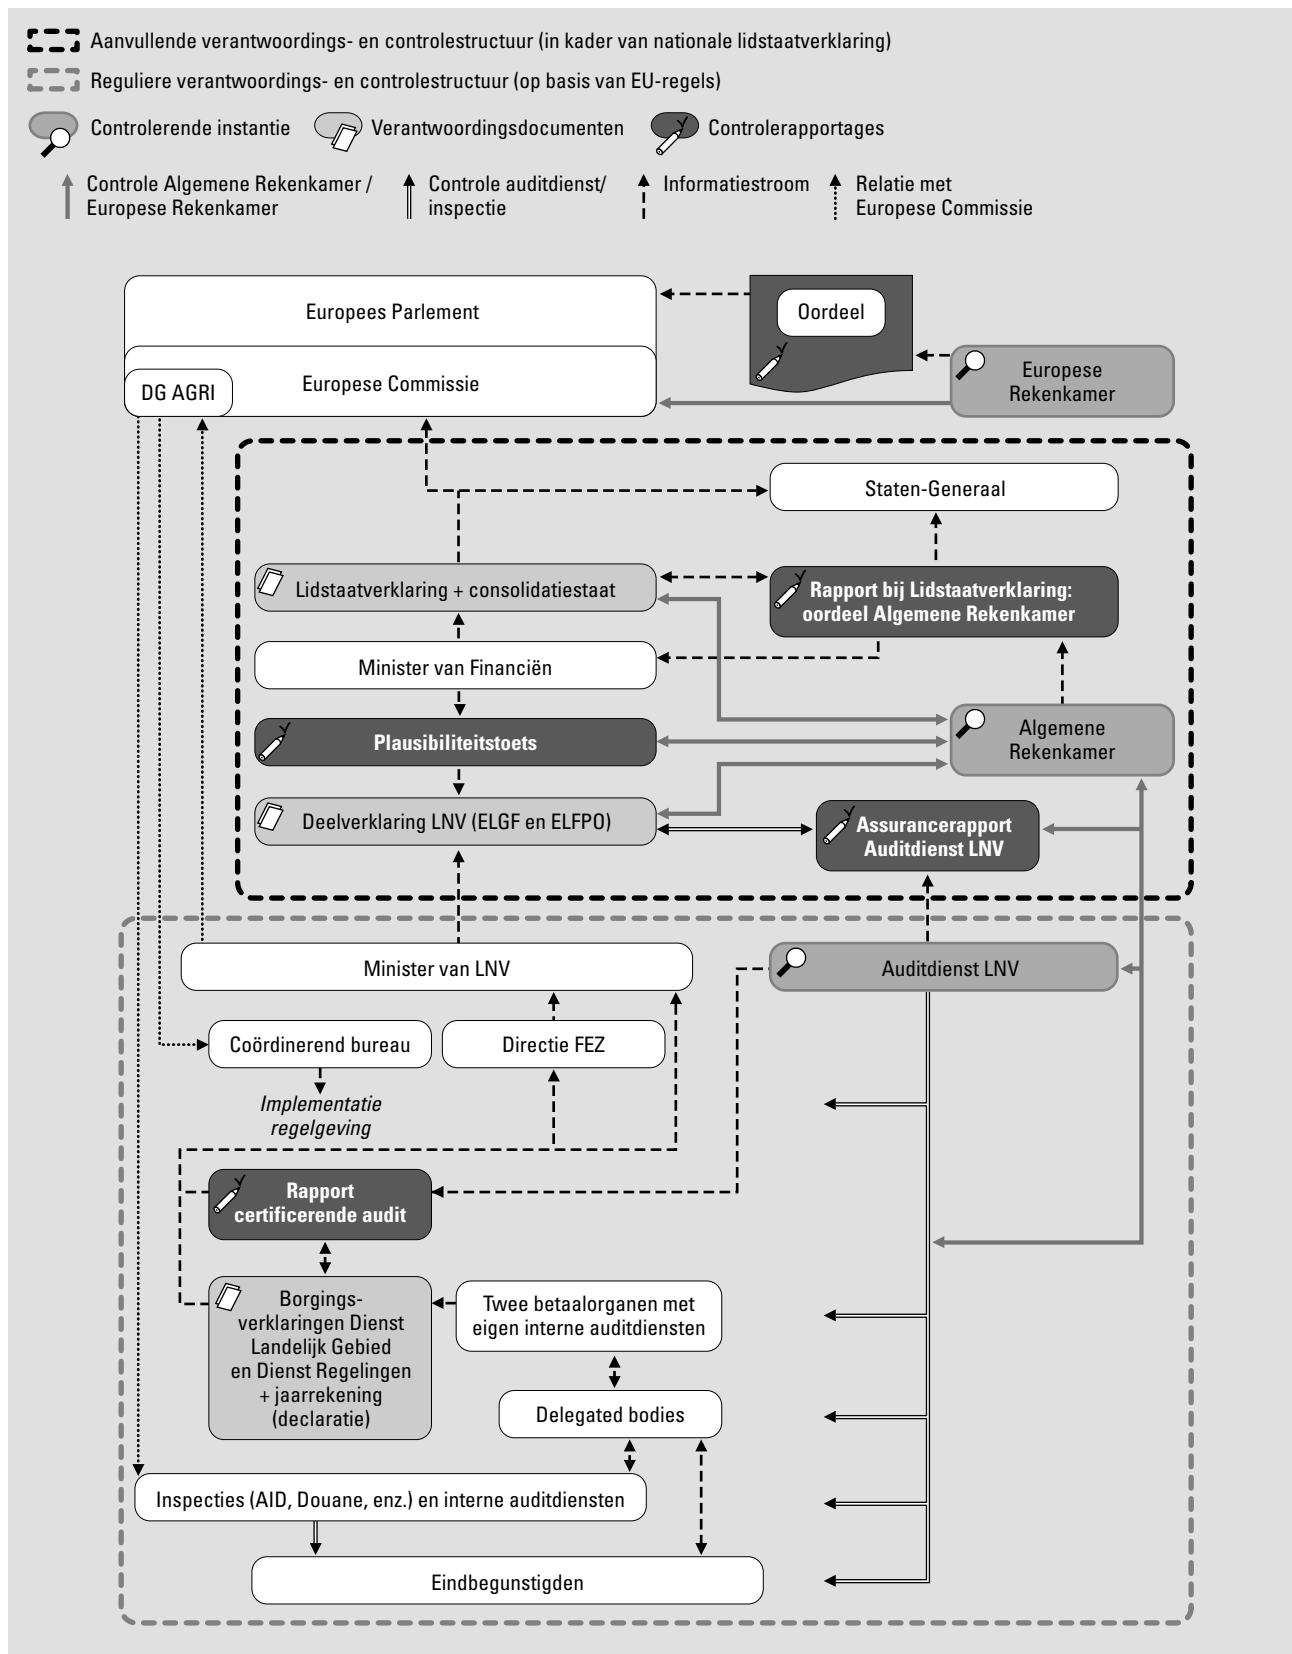 Aanvullende verantwoordings- en controlestructuur (in kader van nationale lidstaatverklaring)
Reguliere verantwoordings- en controlestructuur (op basis van EU-regels)
Controlerende instantie
Verantwoordingsdocumenten
Controlerapportages
Controle Algemene Rekenkamer /
Europese Rekenkamer
Controle auditdienst/
inspectie
Informatiestroom
Relatie met
Europese Commissie
Europees Parlement
Oordeel
Europese Commissie
DG AGRI
Europese
Rekenkamer
Staten-Generaal
Lidstaatverklaring + consolidatiestaat
Rapport bij Lidstaatverklaring:
oordeel Algemene Rekenkamer
Minister van Financiën
Plausibiliteitstoets
Algemene
Rekenkamer
Deelverklaring LNV (ELGF en ELFPO)
Assurancerapport
Auditdienst LNV
Minister van LNV
Auditdienst LNV
Coördinerend bureau
Directie FEZ
Implementatie
regelgeving
Rapport
certificerende audit
Borgings-
verklaringen Dienst
Landelijk Gebied
en Dienst Regelingen
+ jaarrekening
(declaratie)
Twee betaalorganen met
eigen interne auditdiensten
Delegated bodies
Inspecties (AID, Douane, enz.) en interne auditdiensten
Eindbegunstigden